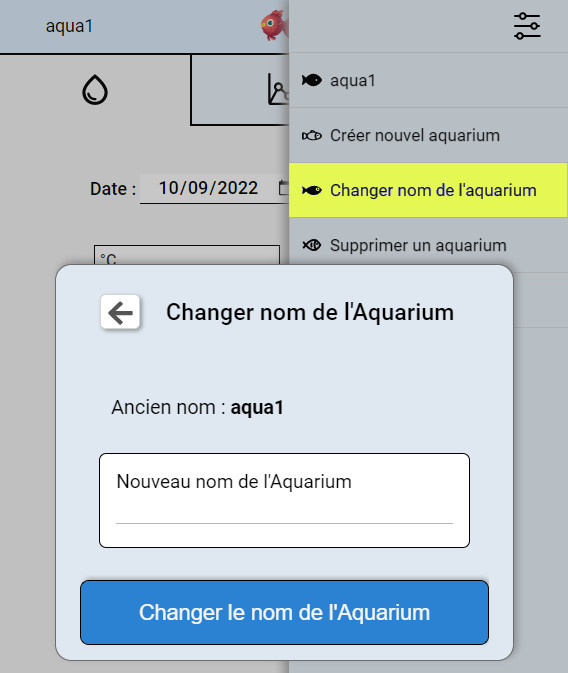 aqua1
aqua1
Créer nouvel aquarium
Changer nom de l'aquarium
Supprimer un aquarium
Date : 10/09/2022
°C
Changer nom de l'Aquarium
Ancien nom : aqua1
Nouveau nom de l'Aquarium
Changer le nom de l'Aquarium